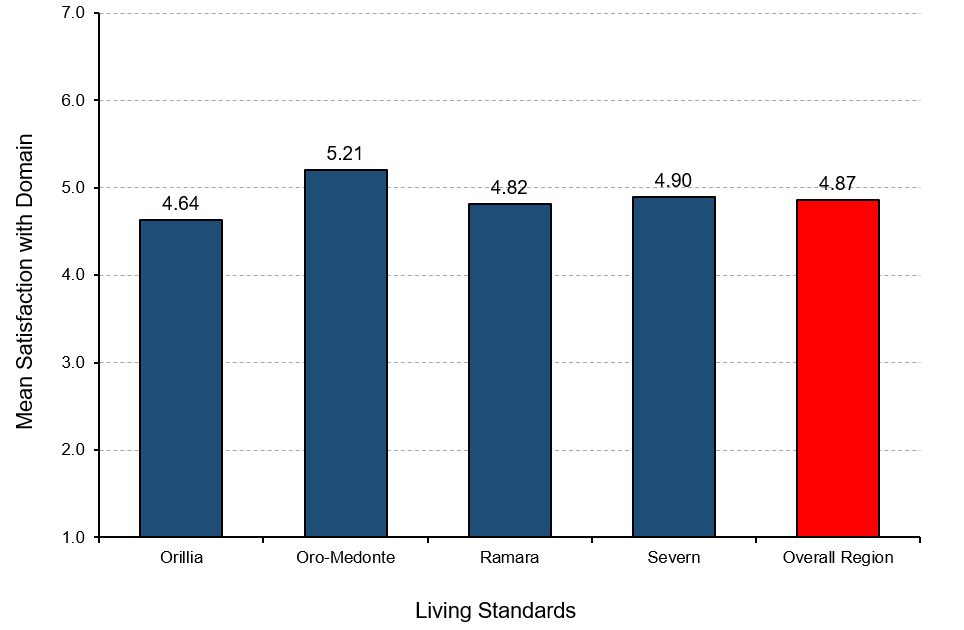 7.0
6.0
5.0
4.0
3.0
2.0
1.0
Mean Satisfaction with Domain
4.64
5.21
4.82
4.90
4.87
Orillia
Oro-Medonte
Ramara
Severn
Overall Region
Living Standards